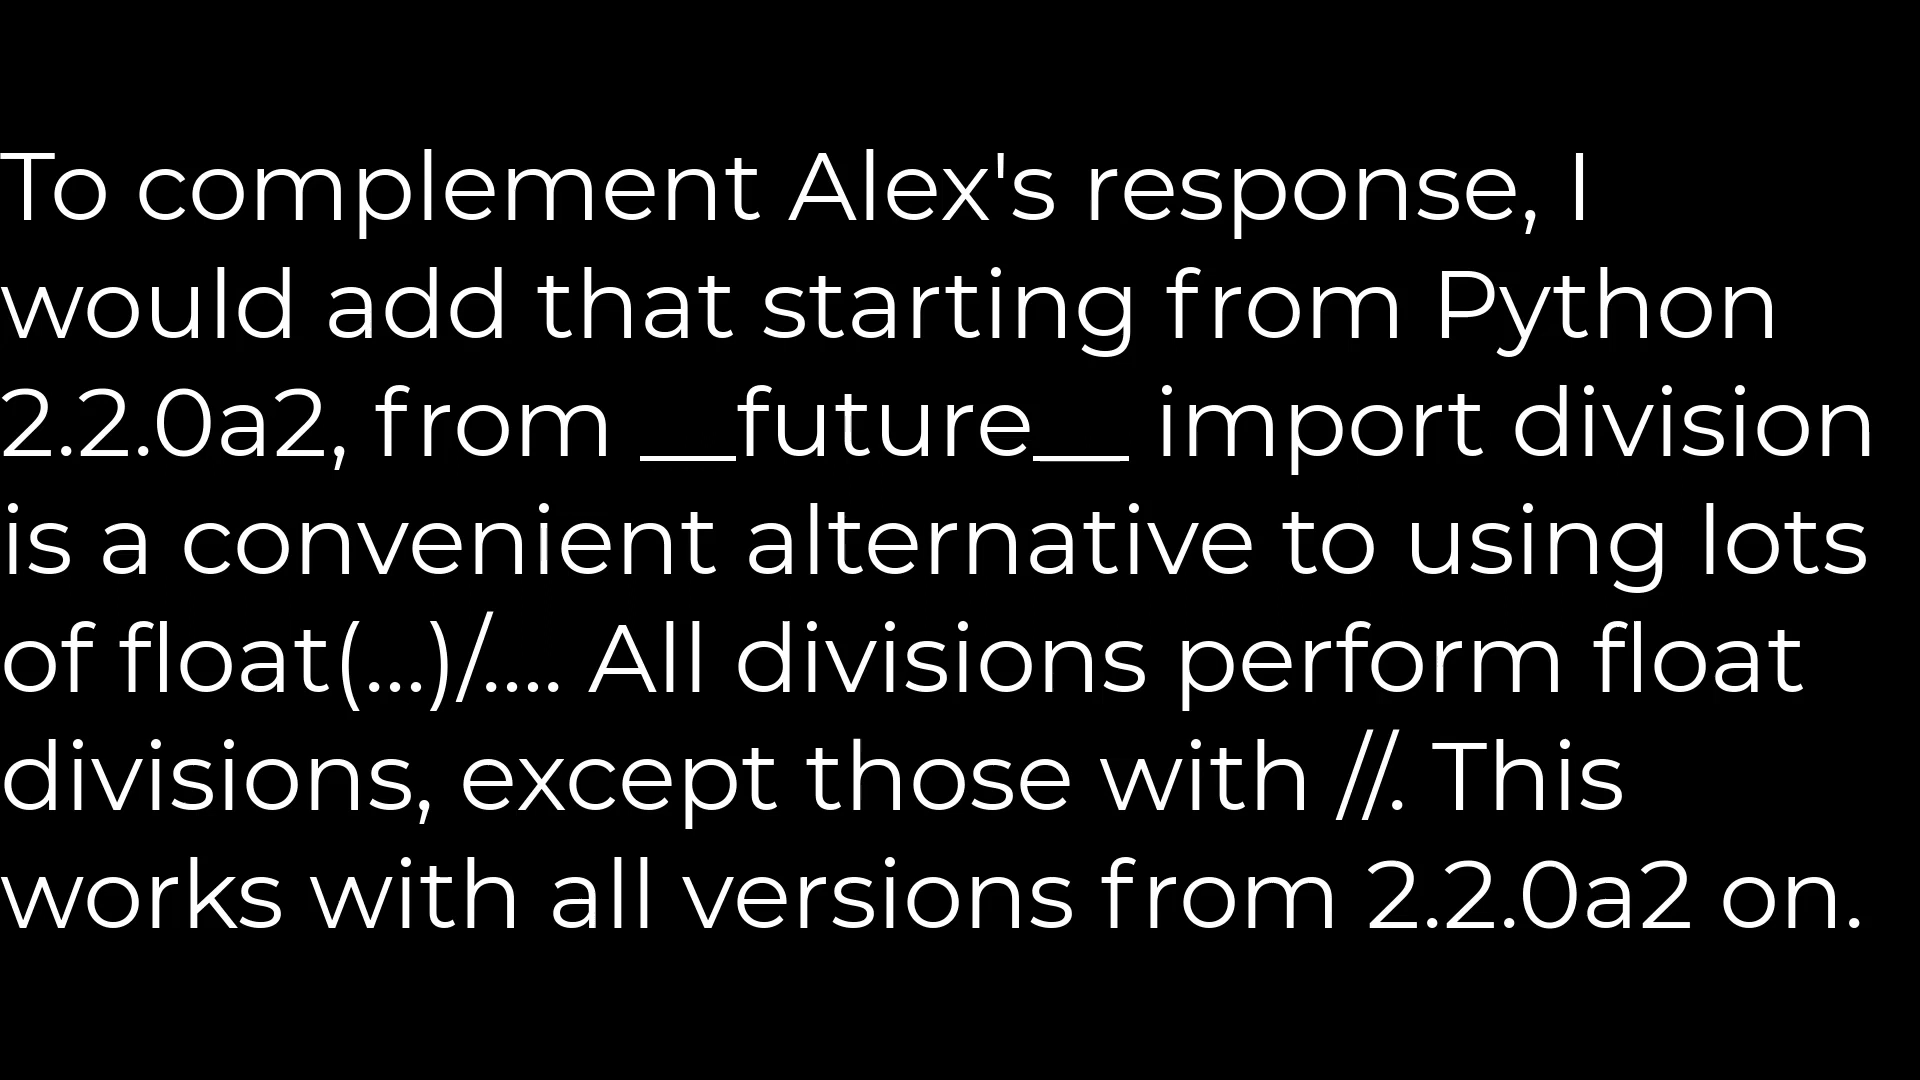 To complement Alex's response, I
would add that starting from Python
2.2.0a2, from __future__ import division
is a convenient alternative to using lots
of float(...)/.... All divisions perform float
divisions, except those with //. This
works with all versions from 2.2.0a2 on.